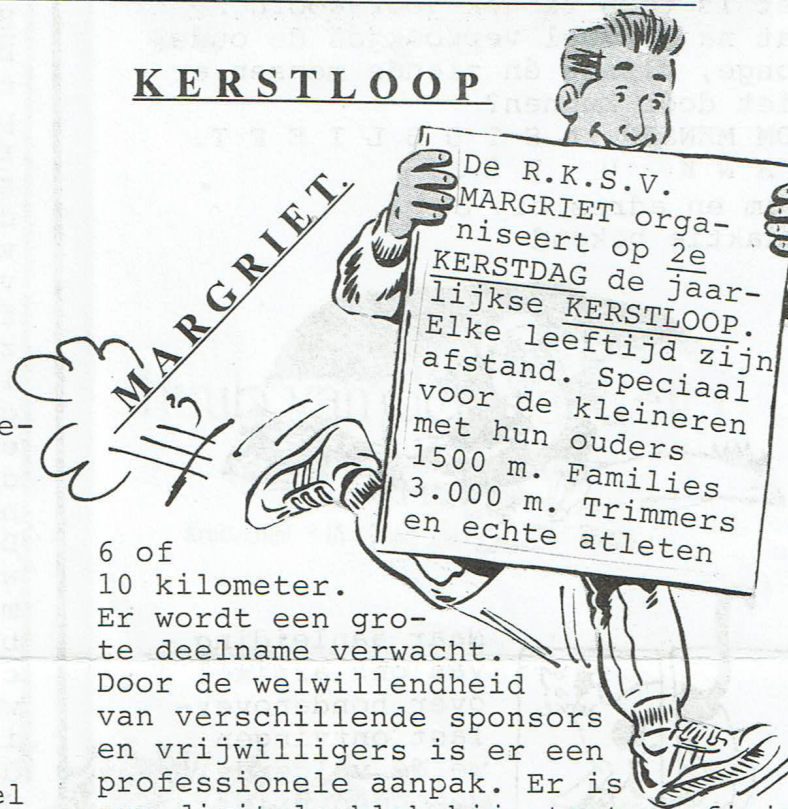 KERSTLOOP
MARGRIET.
De R.K.S.V.
MARGRIET orga-
niseert op 2e
KERSTDAG de jaar-
lijkse KERSTLOOP.
Elke leeftijd zijn
afstand. Speciaal
voor de kleineren
met hun ouders
1500 m. Families
3.000 m. Trimmers
en echte atleten
6 of
10 kilometer.
Er wordt een gro-
te deelname verwacht.
Door de welwillendheid
van verschillende sponsors
en vrijwilligers is er een
professionele aanpak. Er is
e-
el